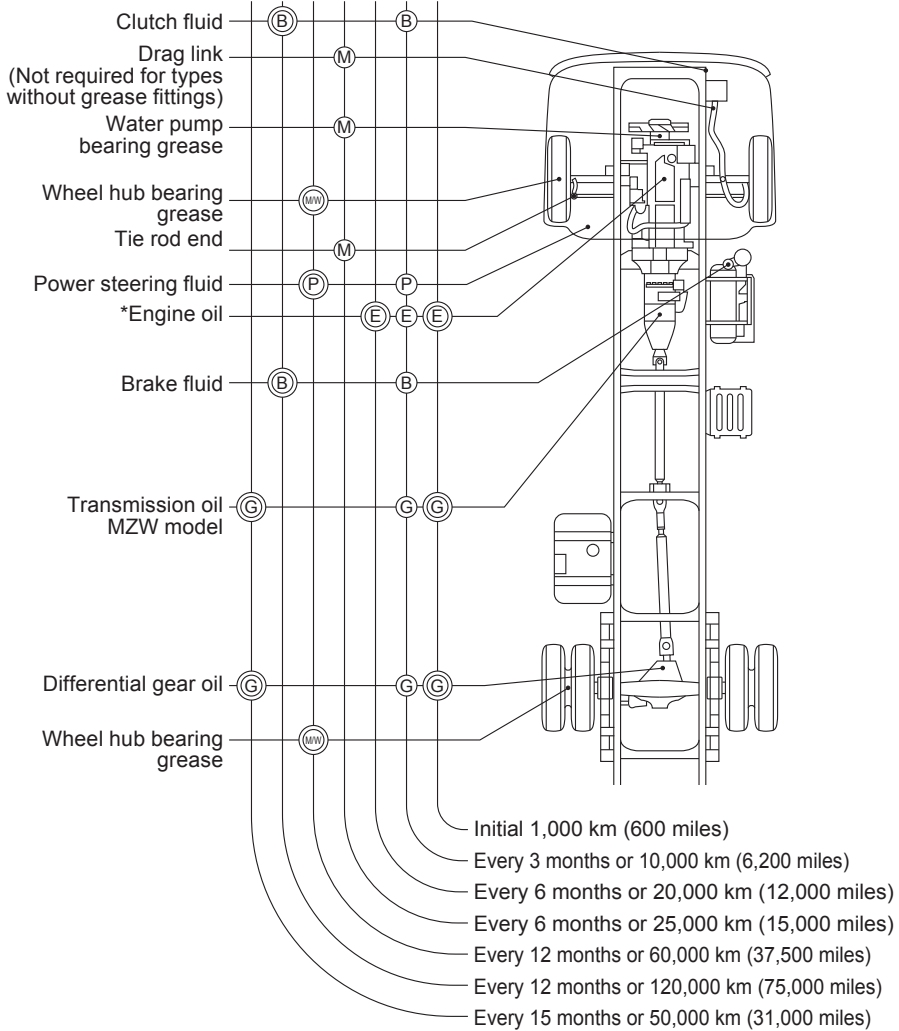 Clutch fluid B B
Drag link
(Not required for types
without grease fittings) M
Water pump
bearing grease M
Wheel hub bearing
grease M/W
Tie rod end M
Power steering fluid P P
*Engine oil E E E
Brake fluid B B
Transmission oil
MZW model G G G
Differential gear oil G G G
Wheel hub bearing
grease M/W
Initial 1,000 km (600 miles)
Every 3 months or 10,000 km (6,200 miles)
Every 6 months or 20,000 km (12,000 miles)
Every 6 months or 25,000 km (15,000 miles)
Every 12 months or 60,000 km (37,500 miles)
Every 12 months or 120,000 km (75,000 miles)
Every 15 months or 50,000 km (31,000 miles)